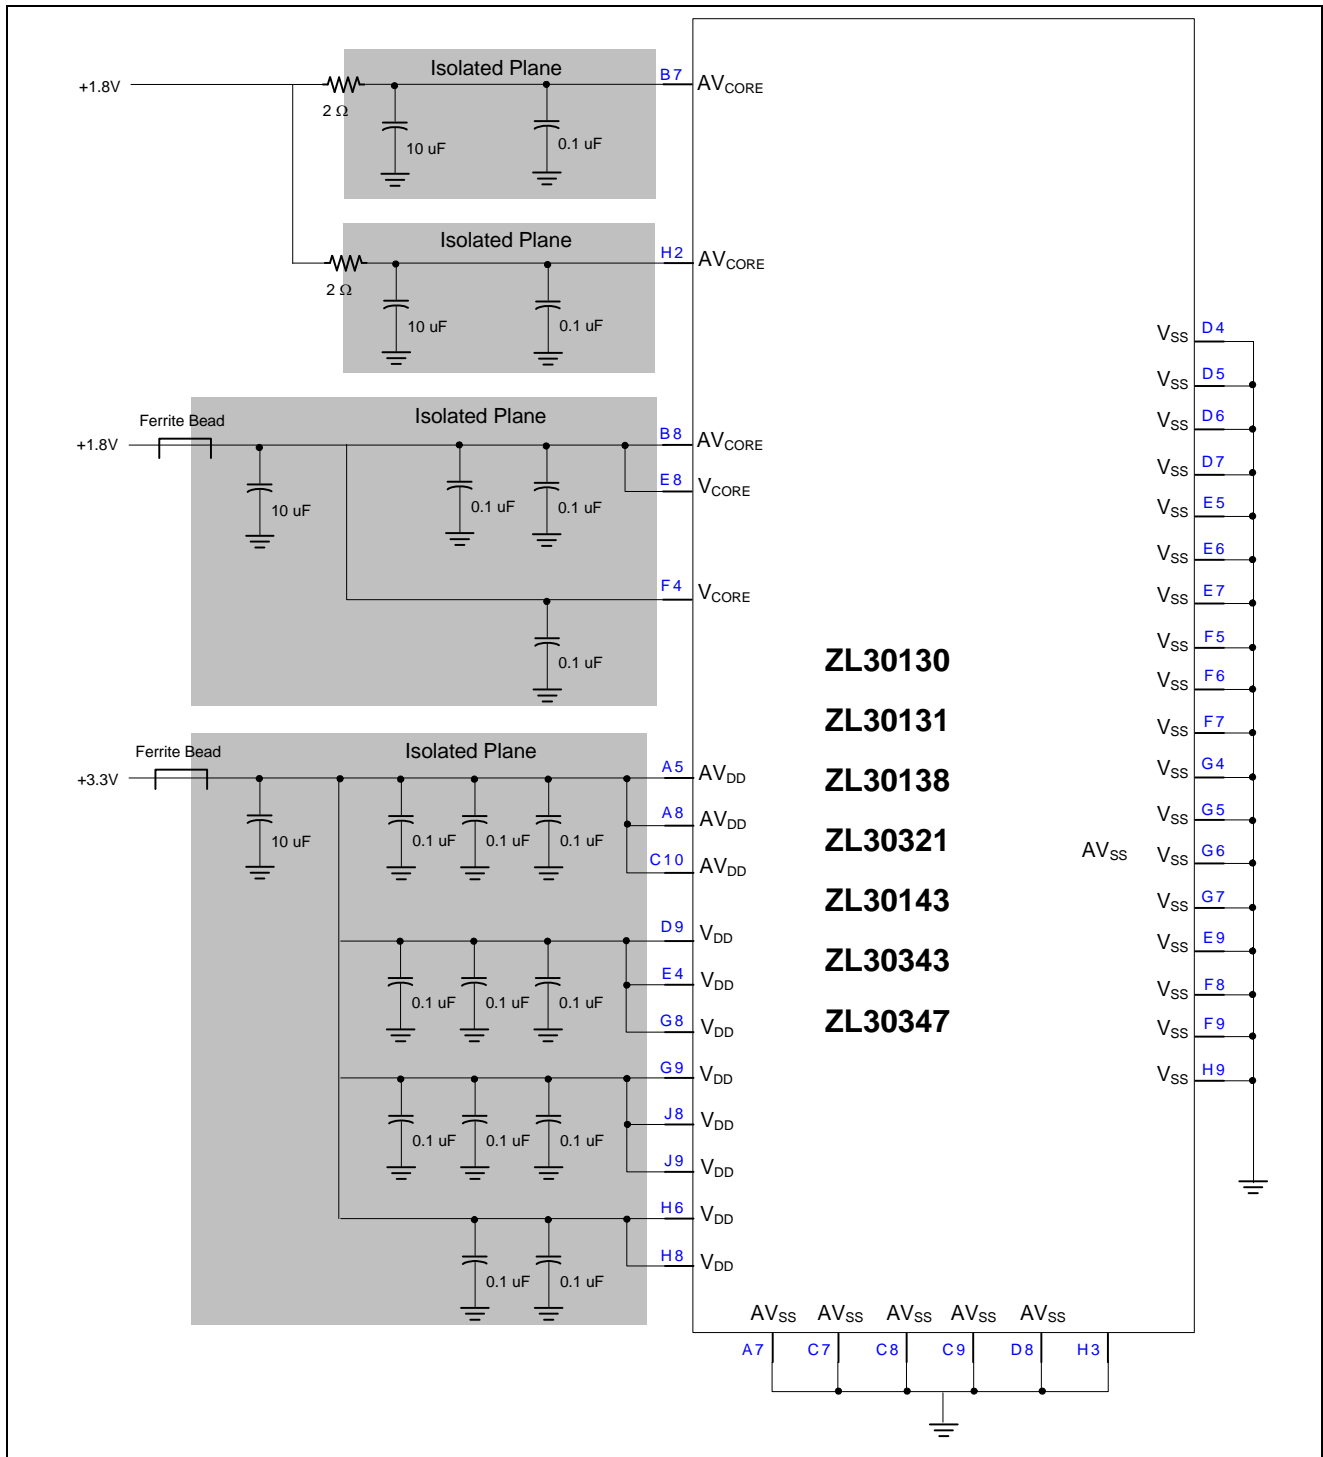 Isolated Plane
+1.8V
2 Ω
10 uF
0.1 uF
B7
AVCORE
Isolated Plane
2 Ω
10 uF
0.1 uF
H2
AVCORE
Ferrite Bead
Isolated Plane
+1.8V
10 uF
0.1 uF
0.1 uF
B8
AVCORE
E8
VCORE
F4
VCORE
0.1 uF
Ferrite Bead
Isolated Plane
+3.3V
10 uF
0.1 uF
0.1 uF
0.1 uF
A5
AVDD
A8
AVDD
C10
AVDD
D9
VDD
0.1 uF
0.1 uF
0.1 uF
E4
VDD
G8
VDD
G9
VDD
0.1 uF
0.1 uF
0.1 uF
J8
VDD
J9
VDD
H6
VDD
0.1 uF
0.1 uF
H8
VDD
ZL30130
ZL30131
ZL30138
ZL30321
ZL30143
ZL30343
ZL30347
AVSS
VSS D4
VSS D5
VSS D6
VSS D7
VSS E5
VSS E6
VSS E7
VSS F5
VSS F6
VSS F7
VSS G4
VSS G5
VSS G6
VSS G7
VSS E9
VSS F8
VSS F9
VSS H9
AVSS AVSS AVSS AVSS AVSS
A7 C7 C8 C9 D8 H3